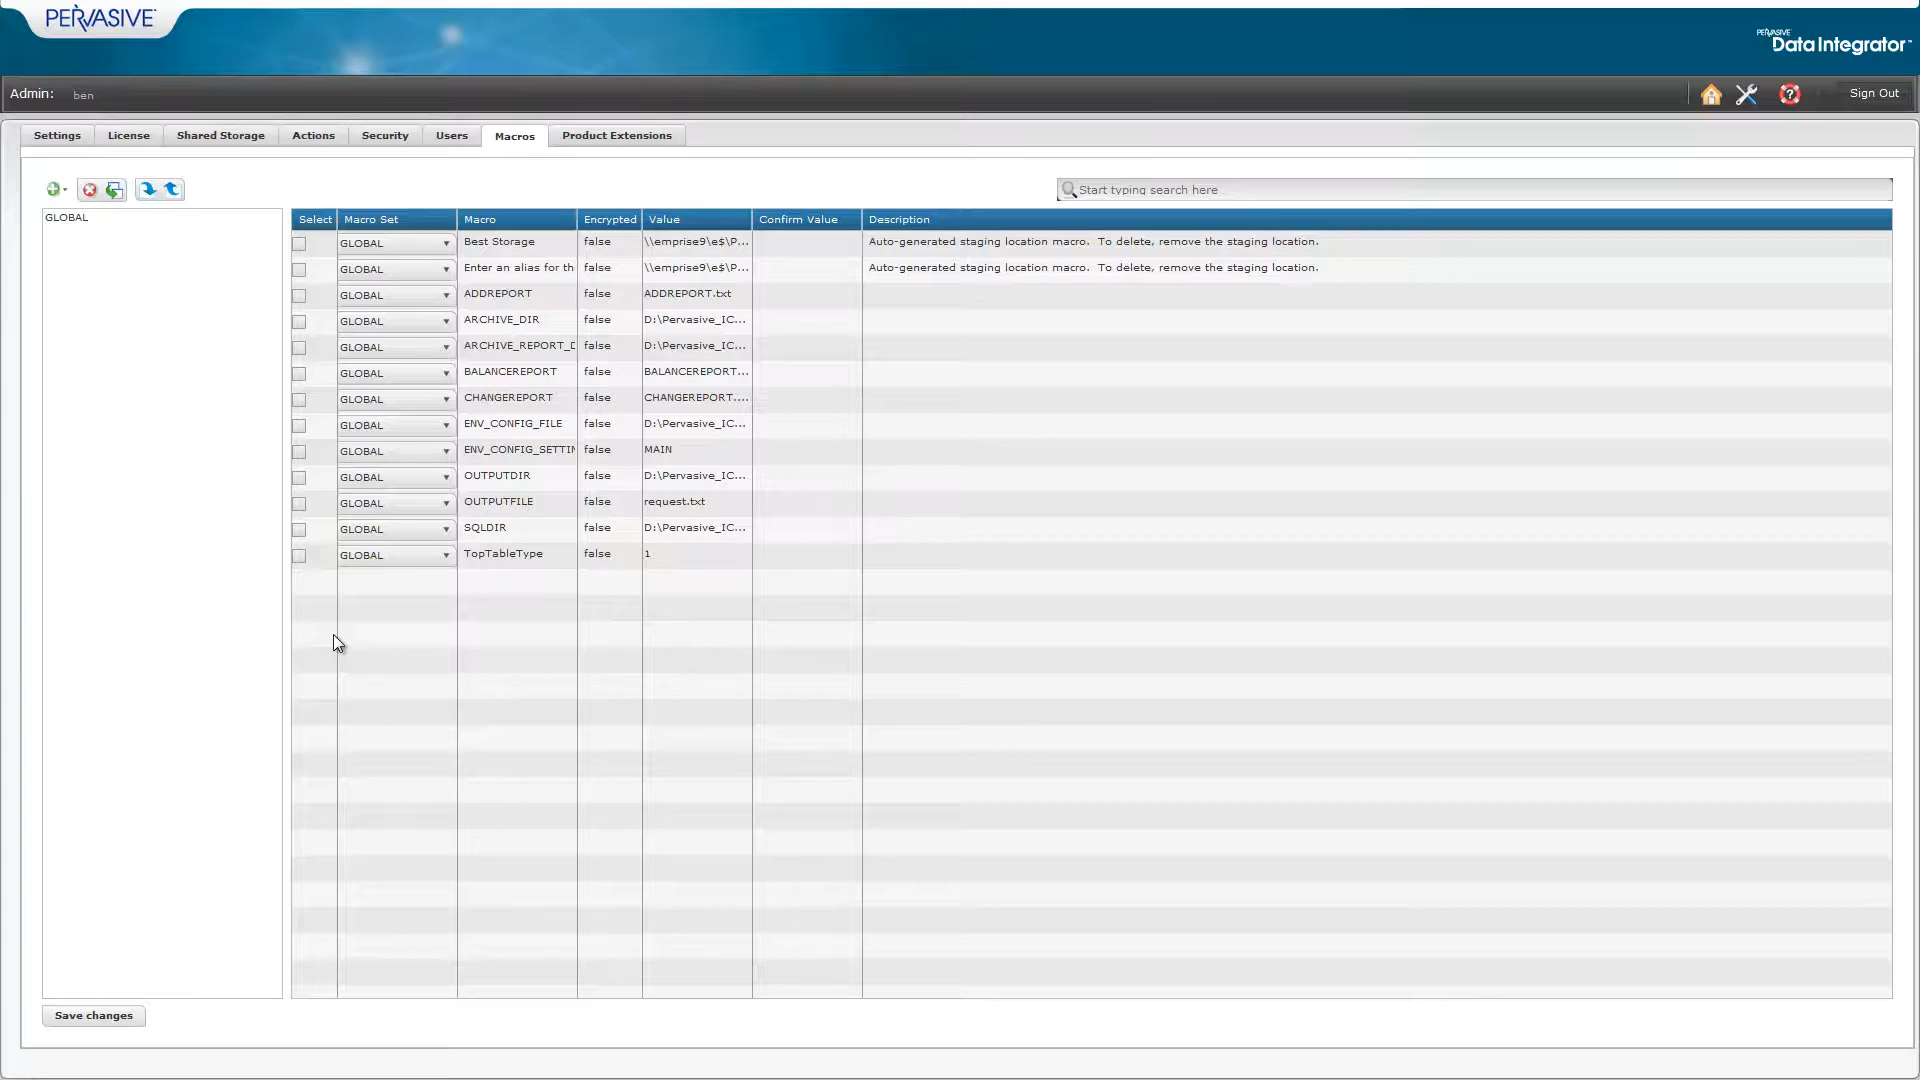 PERVASIVE
PERVASIVE
Data Integrator
Admin: ben
Sign Out
Settings License Shared Storage Actions Security Users Macros Product Extensions
Start typing search here
GLOBAL
Select Macro Set Macro Encrypted Value Confirm Value Description
GLOBAL Best Storage false \\emprise9\e$\P... Auto-generated staging location macro. To delete, remove the staging location.
GLOBAL Enter an alias for th false \\emprise9\e$\P... Auto-generated staging location macro. To delete, remove the staging location.
GLOBAL ADDREPORT false ADDREPORT.txt
GLOBAL ARCHIVE_DIR false D:\Pervasive_IC...
GLOBAL ARCHIVE_REPORT_D false D:\Pervasive_IC...
GLOBAL BALANCEREPORT false BALANCEREPORT...
GLOBAL CHANGEREPORT false CHANGEREPORT....
GLOBAL ENV_CONFIG_FILE false D:\Pervasive_IC...
GLOBAL ENV_CONFIG_SETTIN false MAIN
GLOBAL OUTPUTDIR false D:\Pervasive_IC...
GLOBAL OUTPUTFILE false request.txt
GLOBAL SQLDIR false D:\Pervasive_IC...
GLOBAL TopTableType false 1
Save changes